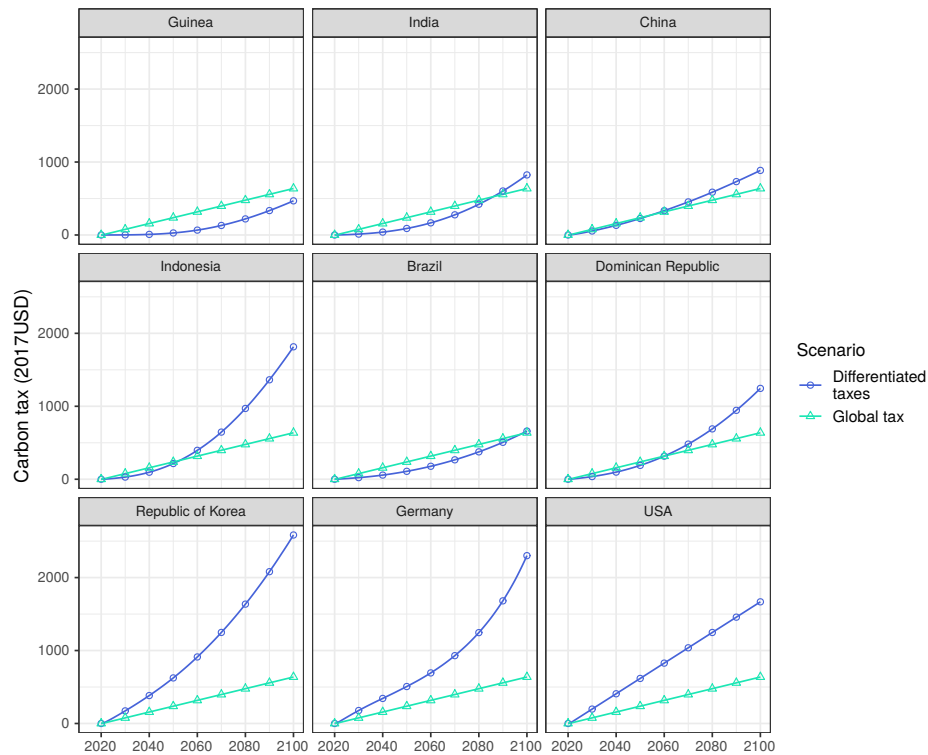 Guinea
India
China
2000
1000
0
Indonesia
Brazil
Dominican Republic
2000
1000
0
Carbon tax (2017USD)
Scenario
Differentiated
taxes
Global tax
Republic of Korea
Germany
USA
2000
1000
0
2020 2040 2060 2080 2100
2020 2040 2060 2080 2100
2020 2040 2060 2080 2100